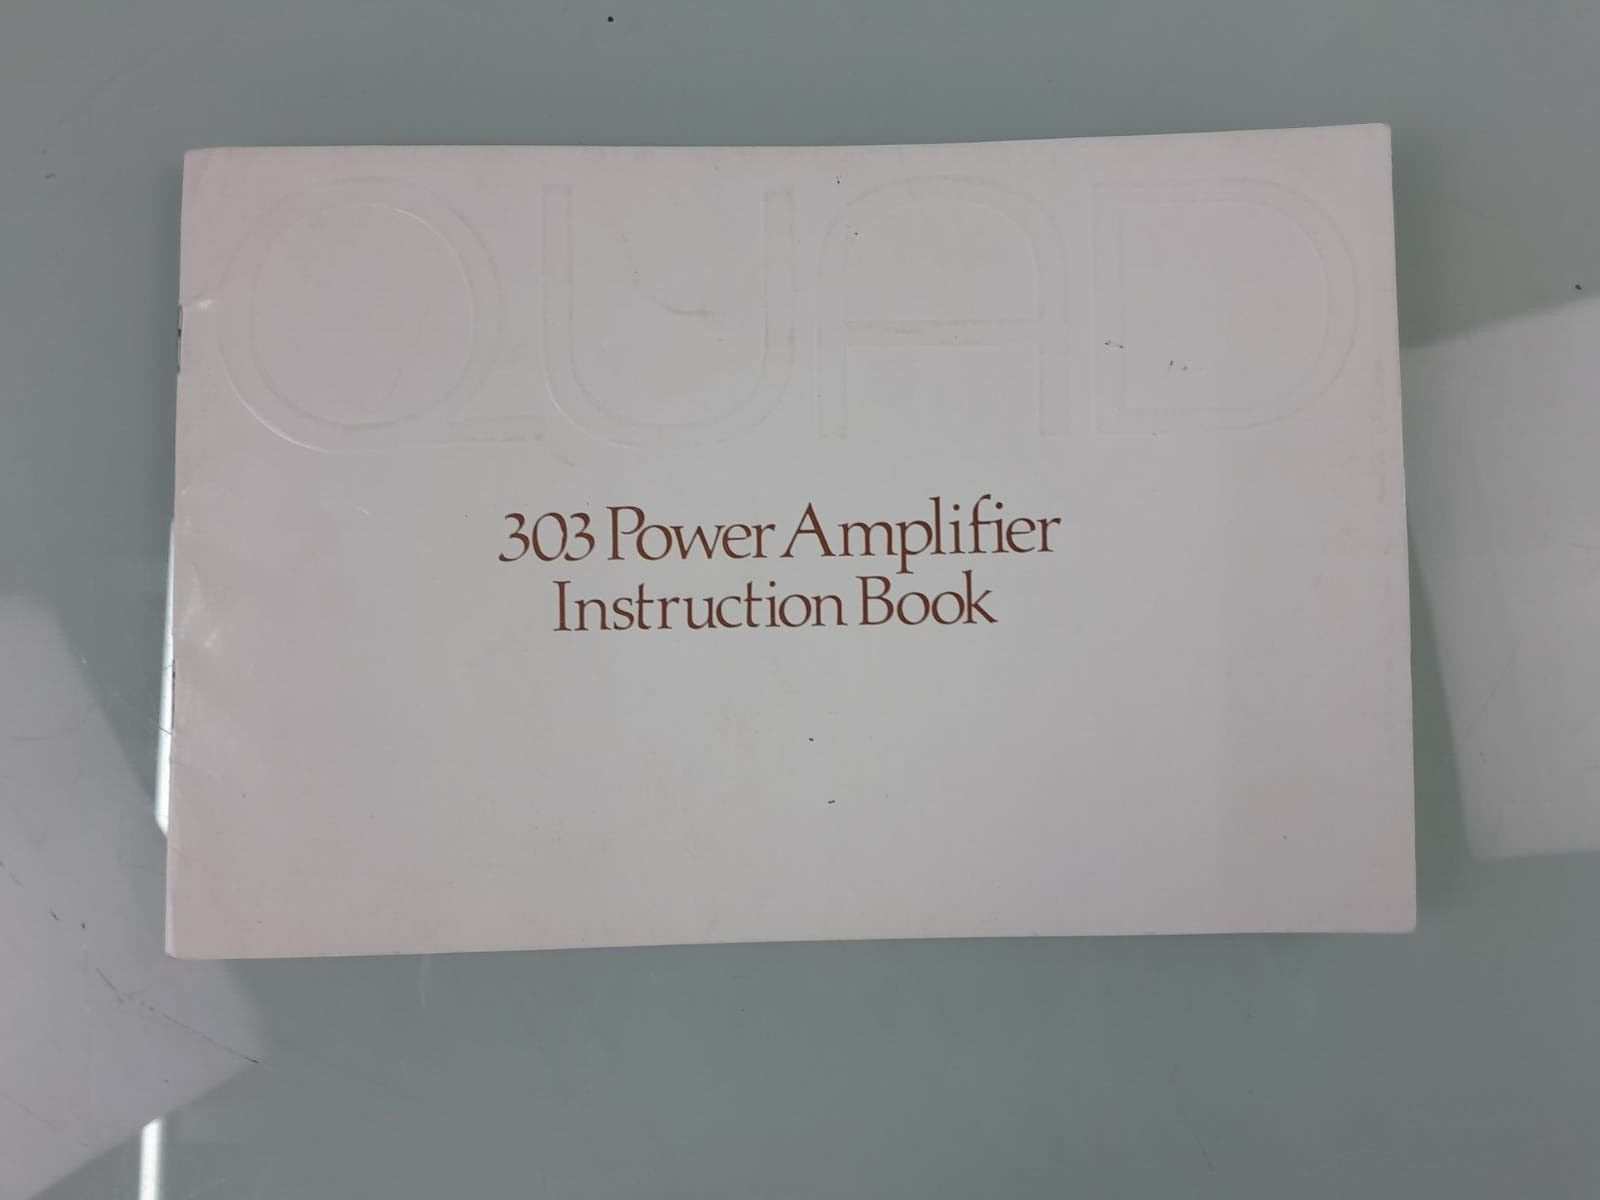 QUAD
303 Power Amplifier
Instruction Book